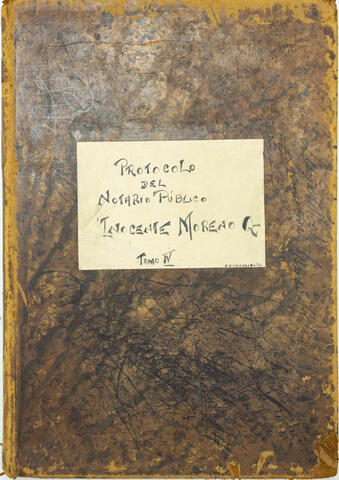 PROTOCOLO
DEL
NOTARIO PÚBLICO
INOCENTE MORENO Q
TOMO IV